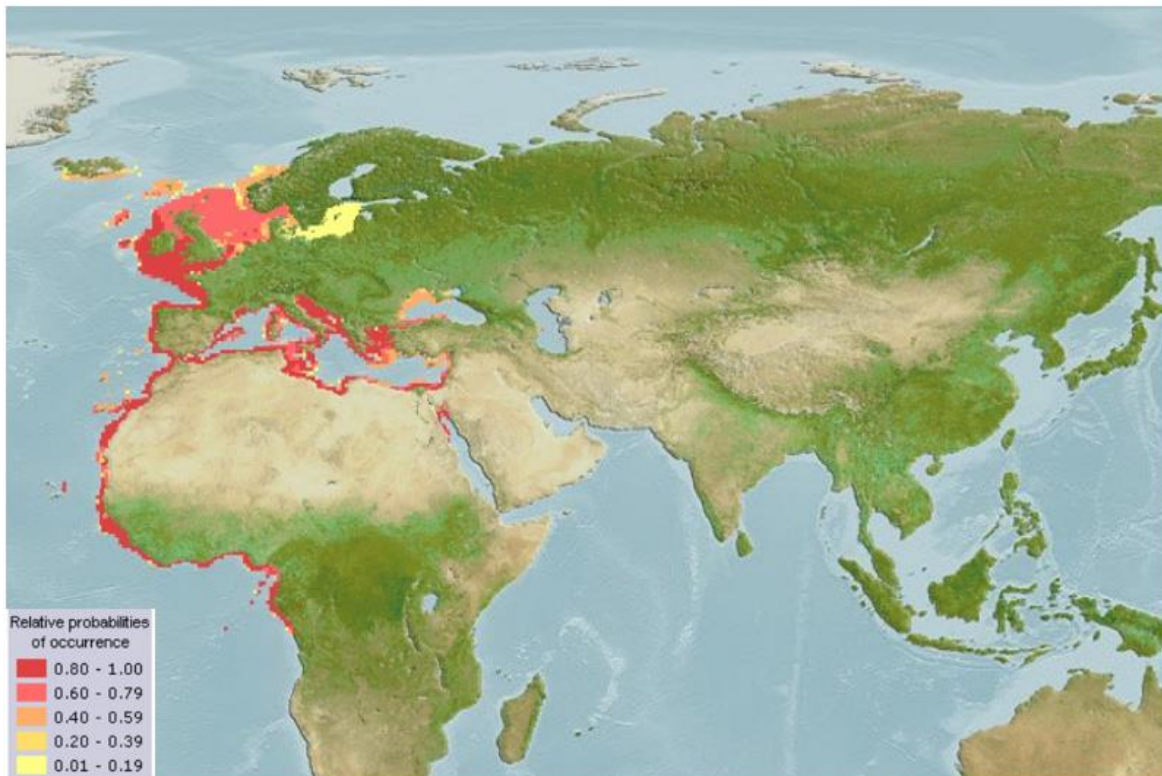 Relative probabilities
of occurrence
0.80 - 1.00
0.60 - 0.79
0.40 - 0.59
0.20 - 0.39
0.01 - 0.19